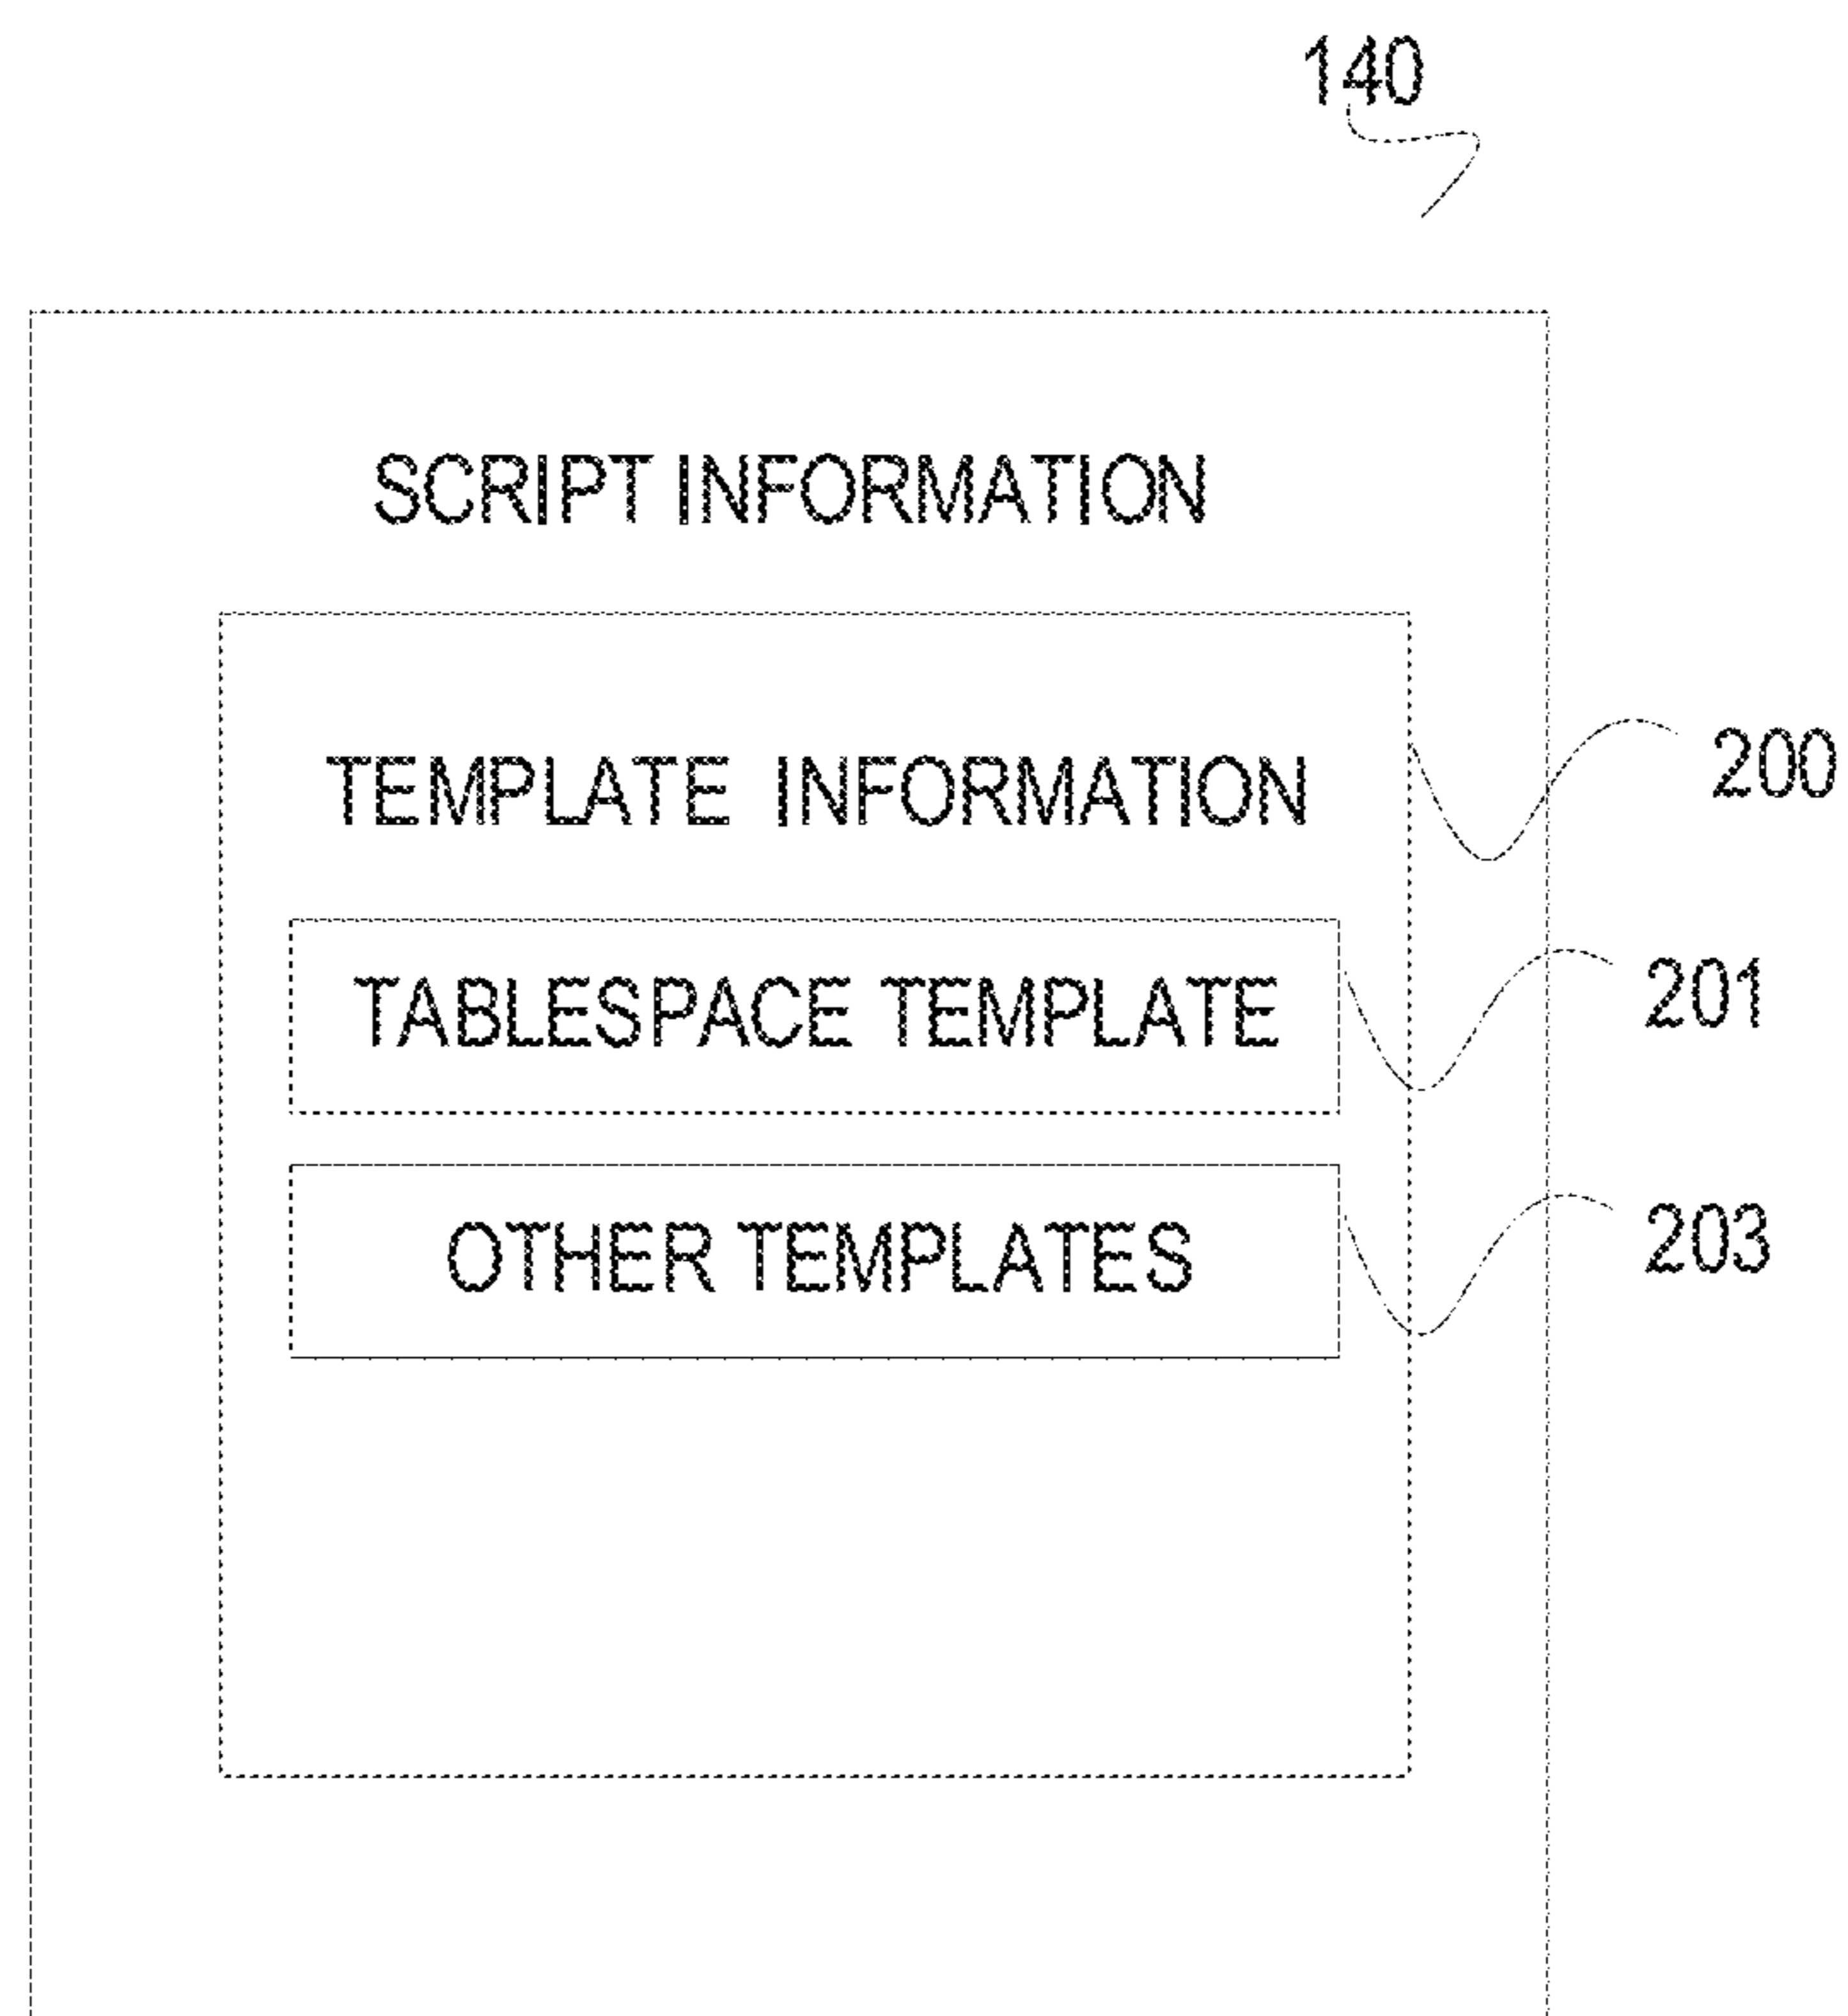 140
SCRIPT INFORMATION
TEMPLATE INFORMATION
200
TABLESPACE TEMPLATE
201
OTHER TEMPLATES
203